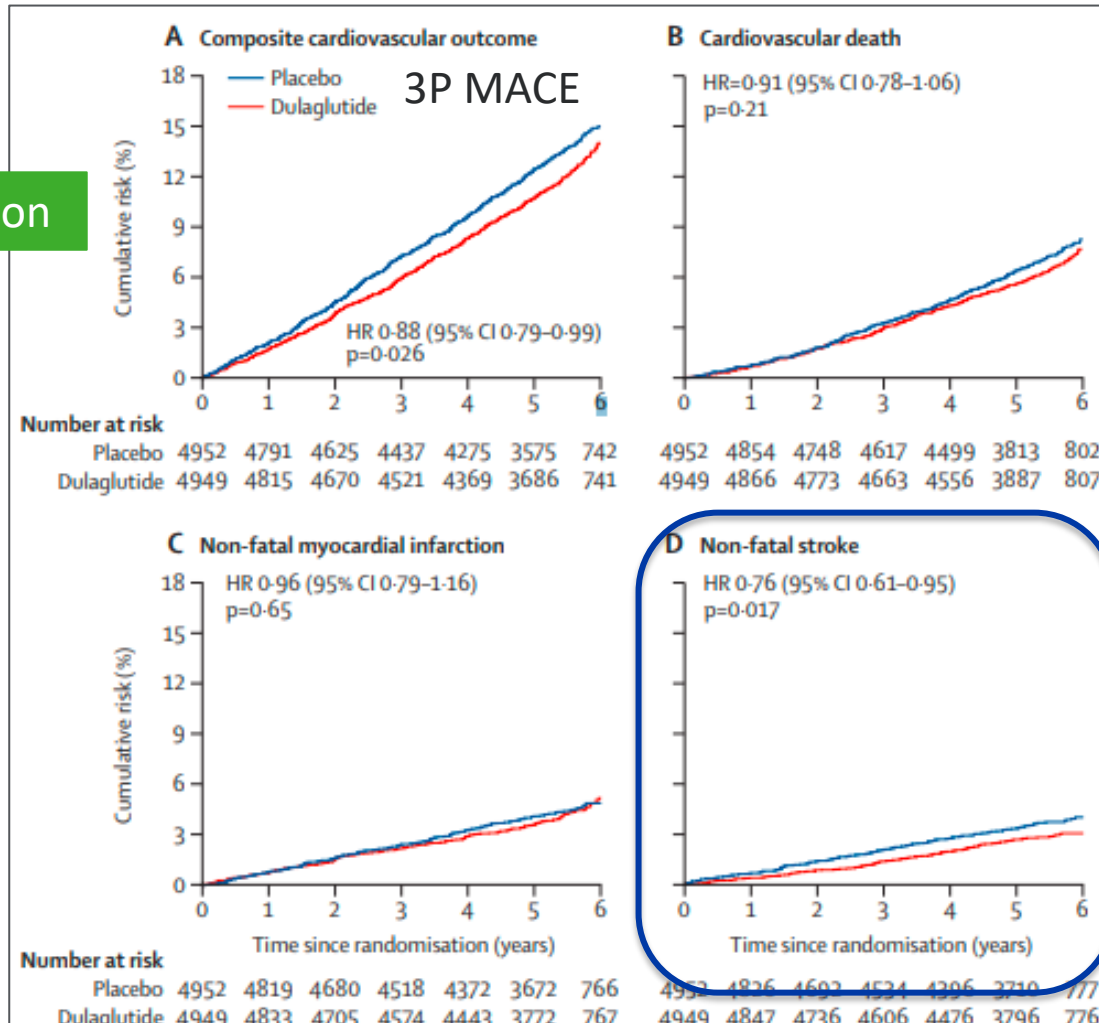 on
A Composite cardiovascular outcome
Placebo
Dulaglutide
3P MACE
18
15
12
9
6
3
0
Cumulative risk (%)
HR 0·88 (95% CI 0·79–0·99)
p=0·026
0 1 2 3 4 5 6
B Cardiovascular death
HR=0·91 (95% CI 0·78–1·06)
p=0·21
0 1 2 3 4 5 6
Number at risk
Placebo 4952 4791 4625 4437 4275 3575 742
Dulaglutide 4949 4815 4670 4521 4369 3686 741
4952 4854 4748 4617 4499 3813 802
4949 4866 4773 4663 4556 3887 807
C Non-fatal myocardial infarction
HR 0·96 (95% CI 0·79–1·16)
p=0·65
18
15
12
9
6
3
0
Cumulative risk (%)
0 1 2 3 4 5 6
Time since randomisation (years)
D Non-fatal stroke
HR 0·76 (95% CI 0·61–0·95)
p=0·017
0 1 2 3 4 5 6
Time since randomisation (years)
Number at risk
Placebo 4952 4819 4680 4518 4372 3672 766
Dulaglutide 4949 4833 4705 4574 4443 3772 767
4952 4826 4692 4534 4396 3710 777
4949 4847 4736 4606 4476 3796 776